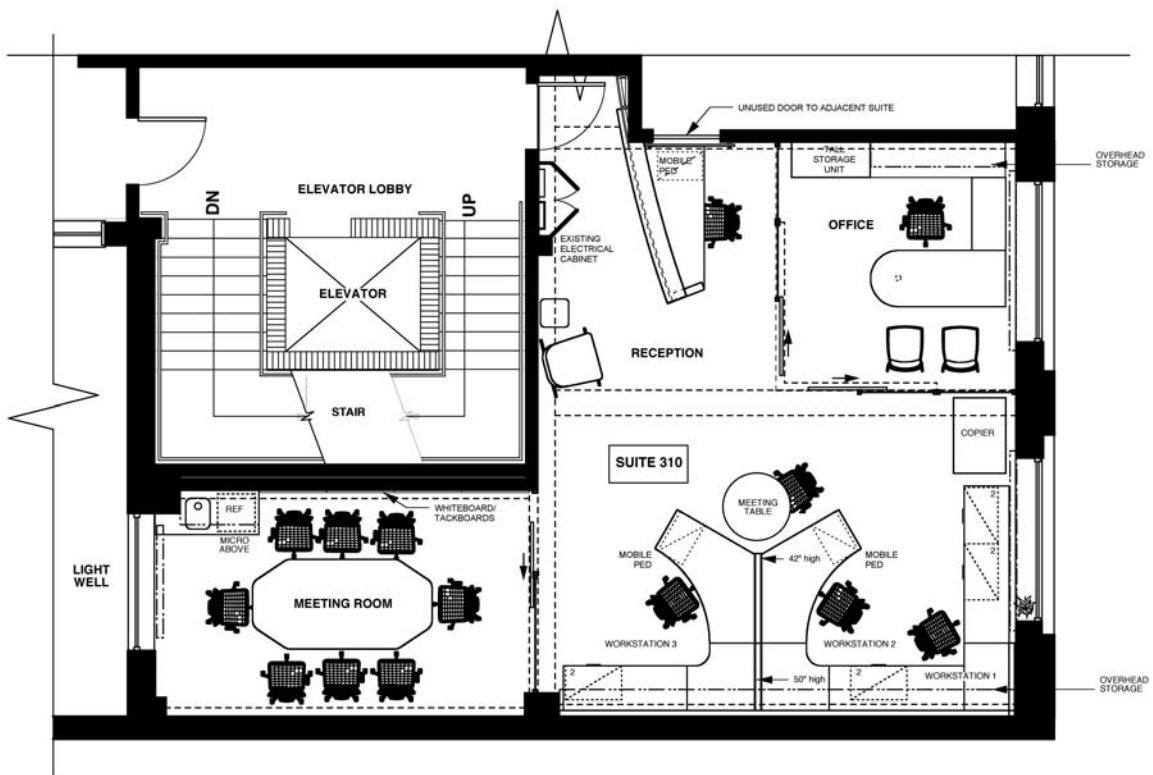 UNUSED DOOR TO ADJACENT SUITE
MOBILE
PED
TALL
STORAGE
UNIT
OVERHEAD
STORAGE
ELEVATOR LOBBY
DN
UP
OFFICE
EXISTING
ELECTRICAL
CABINET
ELEVATOR
RECEPTION
STAIR
COPIER
SUITE 310
2
REF
WHITEBOARD/
TACKBOARDS
MEETING
TABLE
MICRO
ABOVE
2
MOBILE
PED
42" high
MOBILE
PED
LIGHT
WELL
MEETING ROOM
WORKSTATION 3
WORKSTATION 2
2
50" high
2
WORKSTATION 1
OVERHEAD
STORAGE